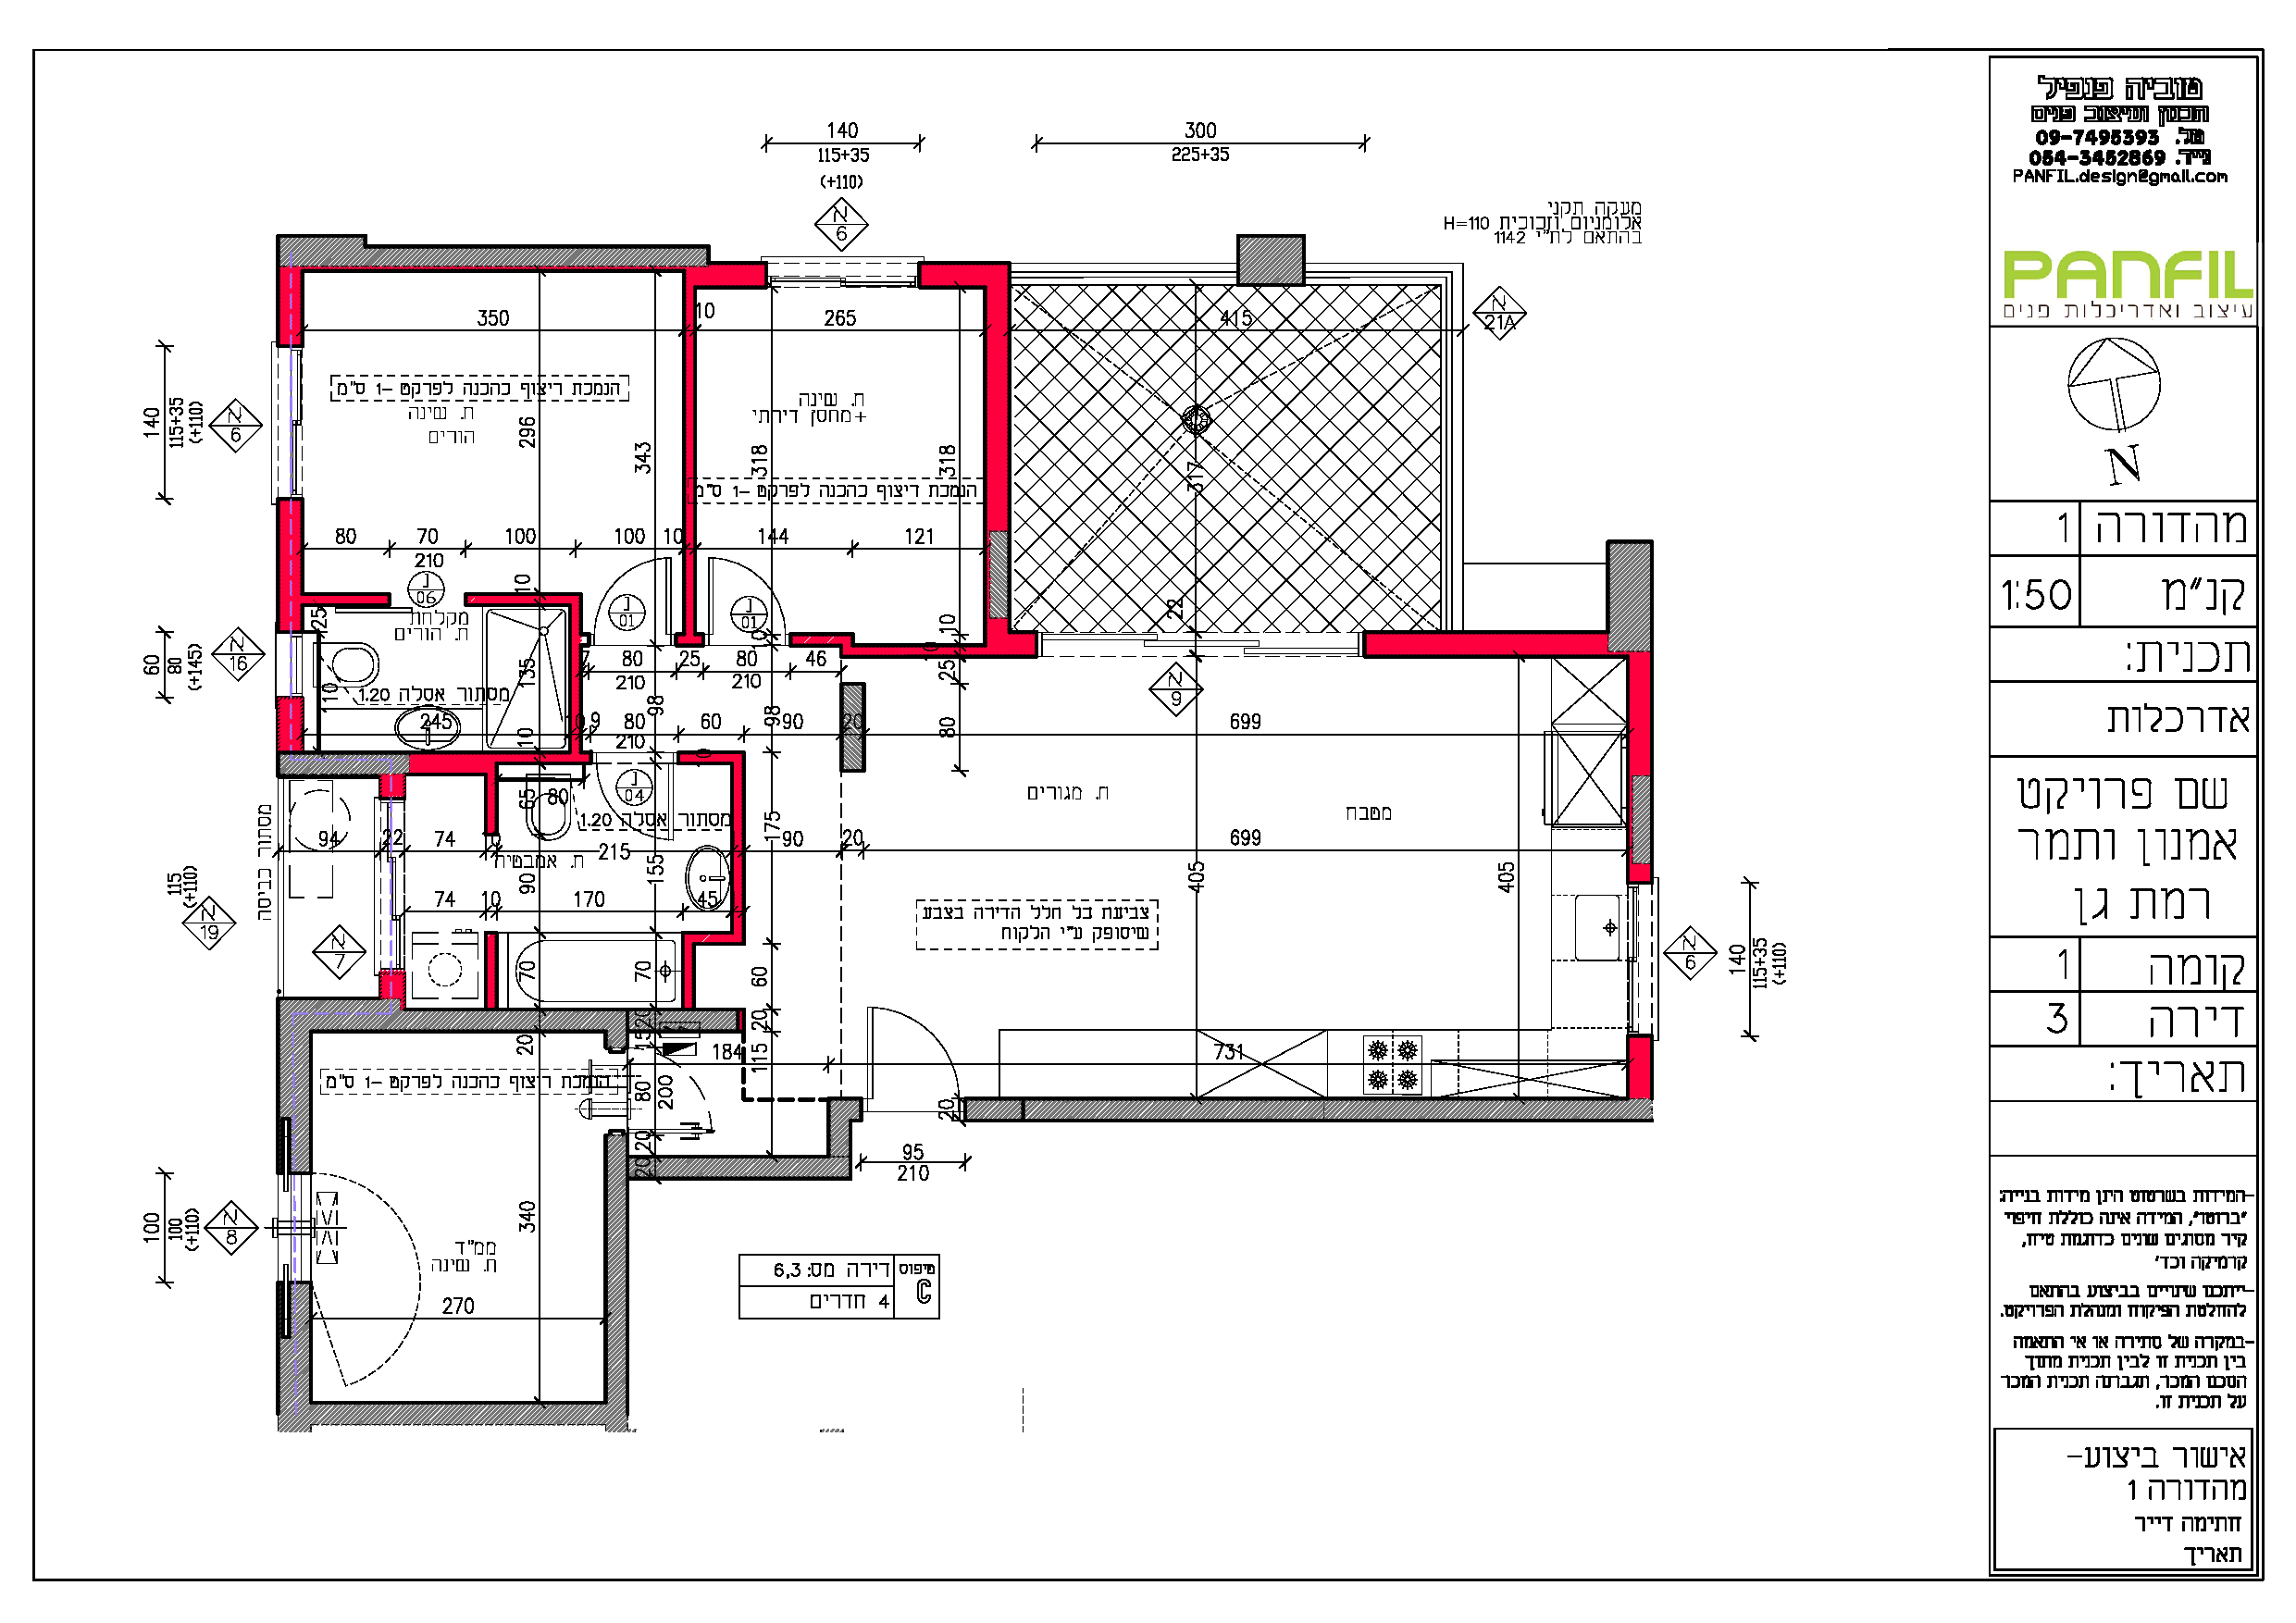 140
115+35
(+110)
א
6
300
225+35
מעקה תקני
אלומניום וזכוכית H=110
בהתאם לת"י 1142
א
21A
350
10
265
415
140
115+35
(+110)
א
6
הנמכת ריצוף כהכנה לפרקט -1 ס"מ
ח. שינה
הורים
ח. שינה
+מחסן דירתי
296
343
318
318
317
הנמכת ריצוף כהכנה לפרקט -1 ס"מ
80
70
100
100
10
144
121
210
J
06
10
25
מקלחת
ח. הורים
J
01
J
01
10
10
22
60
80
(+145)
א
16
80
25
80
46
210
210
135
25
10
מסתור אסלה 1.20
א
9
245
9
80
60
90
20
699
210
98
98
80
10
J
04
65
80
מסתור אסלה 1.20
ח. מגורים
מטבח
מסתור כביסה
94
22
74
215
90
20
699
175
ח. אמבטיה
155
90
405
405
115
(+110)
א
19
74
10
170
45
צביעת כל חלל הדירה בצבע
שיסופק ע"י הלקוח
א
7
70
70
60
א
6
140
115+35
(+110)
20
15
20
20
184
115
731
הנמכת ריצוף כהכנה לפרקט -1 ס"מ
80
200
20
20
20
95
210
100
100
(+110)
א
8
340
ממ"ד
ח. שינה
270
טיפוס
C
דירה מס: 6,3
4 חדרים
טוביה פנפיל
תכנון ועיצוב פנים
טל. 09-7495393
נייד. 054-3452869
PANFIL.design@gmail.com
PANFIL
עיצוב ואדריכלות פנים
N
מהדורה 1
קנ"מ 1:50
תכנית:
אדרכלות
שם פרויקט
אמנון ותמר
רמת גן
קומה 1
דירה 3
תאריך:
-המידות בשרטוט הינן מידות בנייה:
"ברוטו", המידה אינה כוללת חיפוי
קיר מסוגים שונים כדוגמת טיח,
קרמיקה וכד'
-ייתכנו שינויים בביצוע בהתאם
להחלטת הפיקוח ומנהלת הפרויקט.
-במקרה של סתירה או אי התאמה
בין תכנית זו לבין תכנית מתוך
הסכם המכר, תגברנה תכנית המכר
על תכנית זו.
אישור ביצוע-
מהדורה 1
חתימה דייר
תאריך